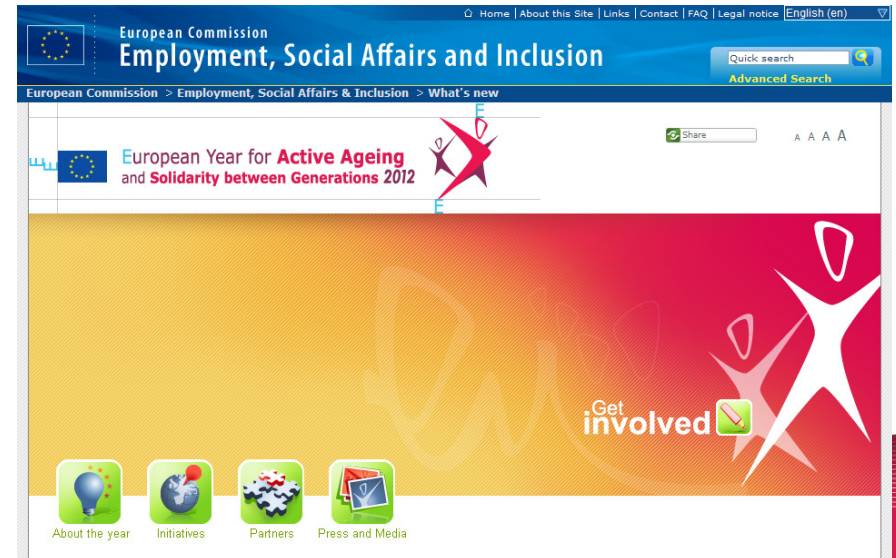 Home | About this Site | Links | Contact | FAQ | Legal notice English (en)
European Commission
Employment, Social Affairs and Inclusion
Quick search
Advanced Search
European Commission > Employment, Social Affairs & Inclusion > What's new
Share
A A A A
European Year for Active Ageing
and Solidarity between Generations 2012
E
E
E
Get
involved
About the year
Initiatives
Partners
Press and Media